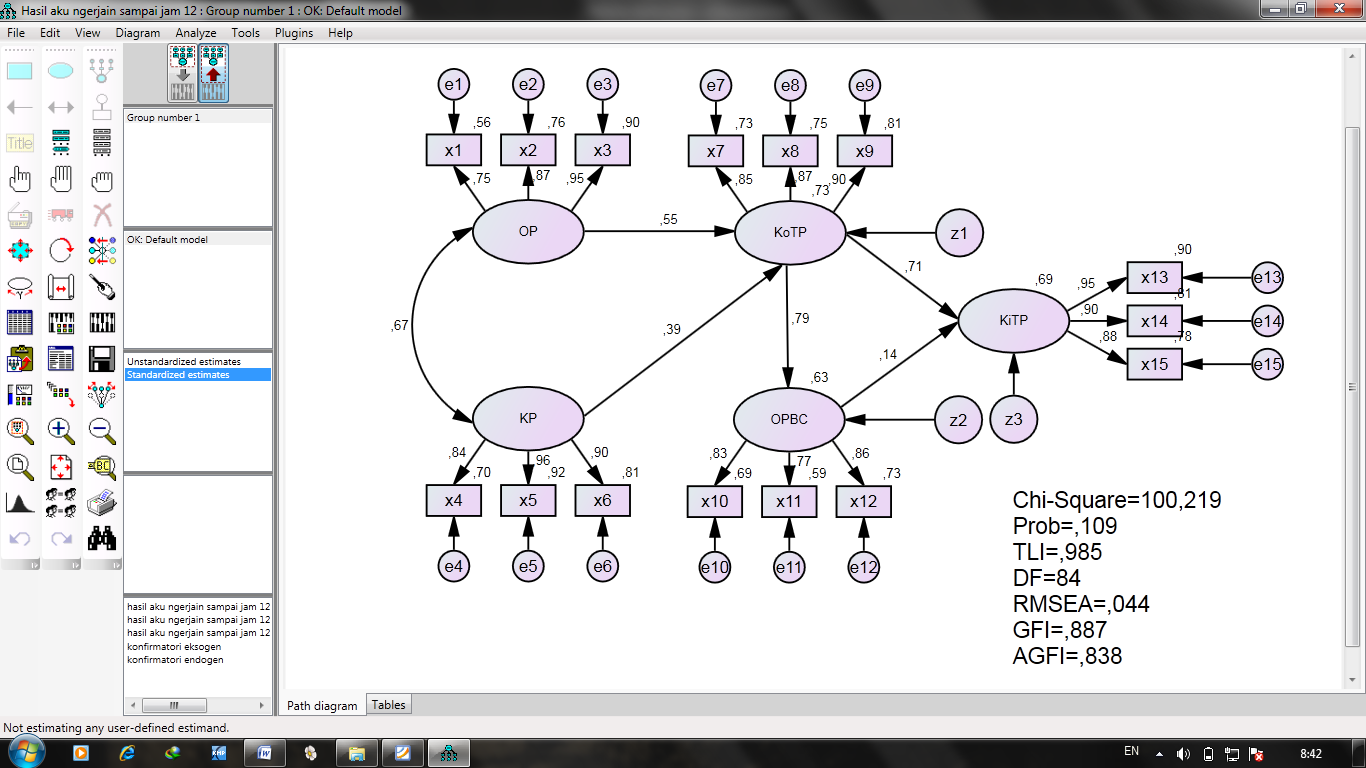 Hasil aku ngerjain sampai jam 12 : Group number 1 : OK: Default model
File Edit View Diagram Analyze Tools Plugins Help
Title
Group number 1
OK: Default model
Unstandardized estimates
Standardized estimates
hasil aku ngerjain sampai jam 12
hasil aku ngerjain sampai jam 12
hasil aku ngerjain sampai jam 12
konfirmatori eksogen
konfirmatori endogen
e1 e2 e3 e7 e8 e9
,56 ,76 ,90 ,73 ,75 ,81
x1 x2 x3 x7 x8 x9
,75 ,87 ,95 ,85 ,87 ,90
,73
OP ,55 KoTP z1
,71
,90
,69 ,95 x13 e13
,81
,67 ,39 ,79 KiTP ,90 x14 e14
,88 ,78
,14 x15 e15
,63
KP OPBC z2 z3
,84 ,96 ,90 ,83 ,77 ,86
,70 ,92 ,81 ,69 ,59 ,73
x4 x5 x6 x10 x11 x12
e4 e5 e6 e10 e11 e12
Chi-Square=100,219
Prob=,109
TLI=,985
DF=84
RMSEA=,044
GFI=,887
AGFI=,838
Path diagram Tables
Not estimating any user-defined estimand.
EN 8:42